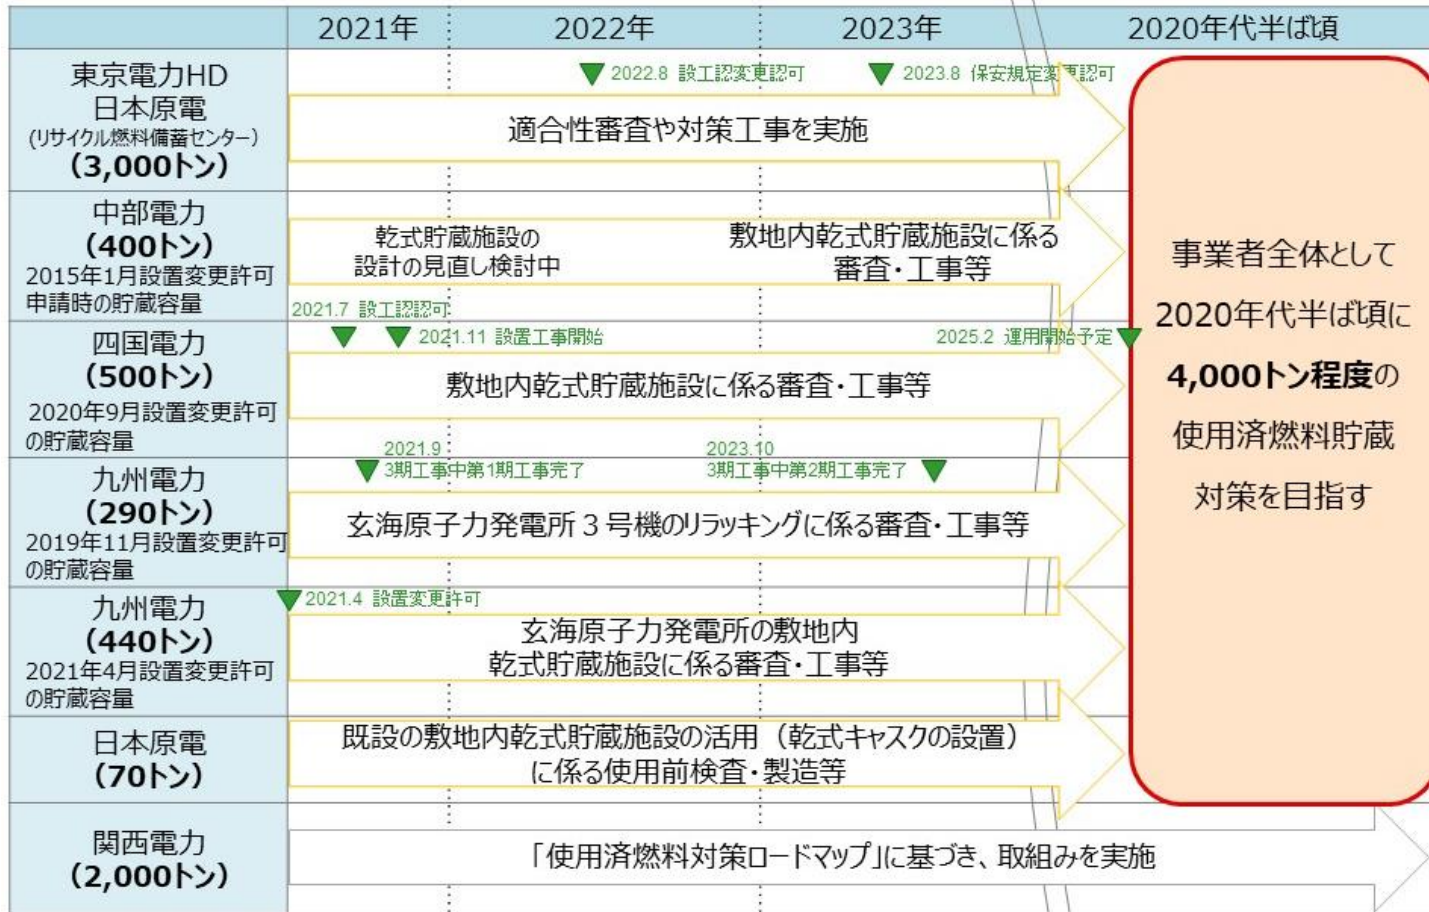 2021年
2022年
2023年
2020年代半ば頃
東京電力HD
日本原電
(リサイクル燃料備蓄センター)
(3,000トン)
2022.8 設工認変更認可
2023.8 保安規定変更認可
適合性審査や対策工事を実施
中部電力
(400トン)
2015年1月設置変更許可
申請時の貯蔵容量
乾式貯蔵施設の
設計の見直し検討中
敷地内乾式貯蔵施設に係る
審査・工事等
四国電力
(500トン)
2020年9月設置変更許可
の貯蔵容量
2021.7 設工認認可
2021.11 設置工事開始
2025.2 運用開始予定
敷地内乾式貯蔵施設に係る審査・工事等
九州電力
(290トン)
2019年11月設置変更許可
の貯蔵容量
2021.9
3期工事中第1期工事完了
2023.10
3期工事中第2期工事完了
玄海原子力発電所3号機のリラッキングに係る審査・工事等
九州電力
(440トン)
2021年4月設置変更許可
の貯蔵容量
2021.4 設置変更許可
玄海原子力発電所の敷地内
乾式貯蔵施設に係る審査・工事等
日本原電
(70トン)
既設の敷地内乾式貯蔵施設の活用(乾式キャスクの設置)
に係る使用前検査・製造等
関西電力
(2,000トン)
「使用済燃料対策ロードマップ」に基づき、取組みを実施
事業者全体として
2020年代半ば頃に
4,000トン程度の
使用済燃料貯蔵
対策を目指す